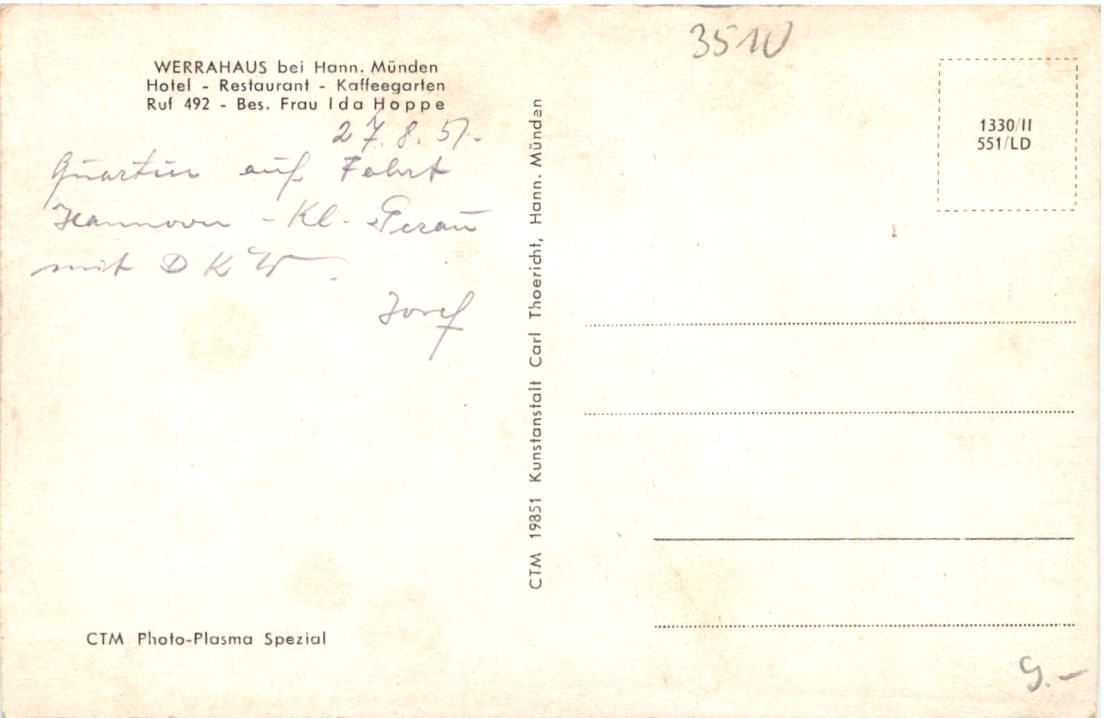 WERRAHAUS bei Hann. Münden
Hotel - Restaurant - Kaffeegarten
Ruf 492 - Bes. Frau Ida Hoppe
27.8.51.
Quartier auf Fahrt
Hannover - Kl. Gerau
mit DKW.
Josef
CTM Photo-Plasma Spezial
CTM 19851 Kunstanstalt Carl Thoericht, Hann. Münden
3510
1330/II
551/LD
9.-